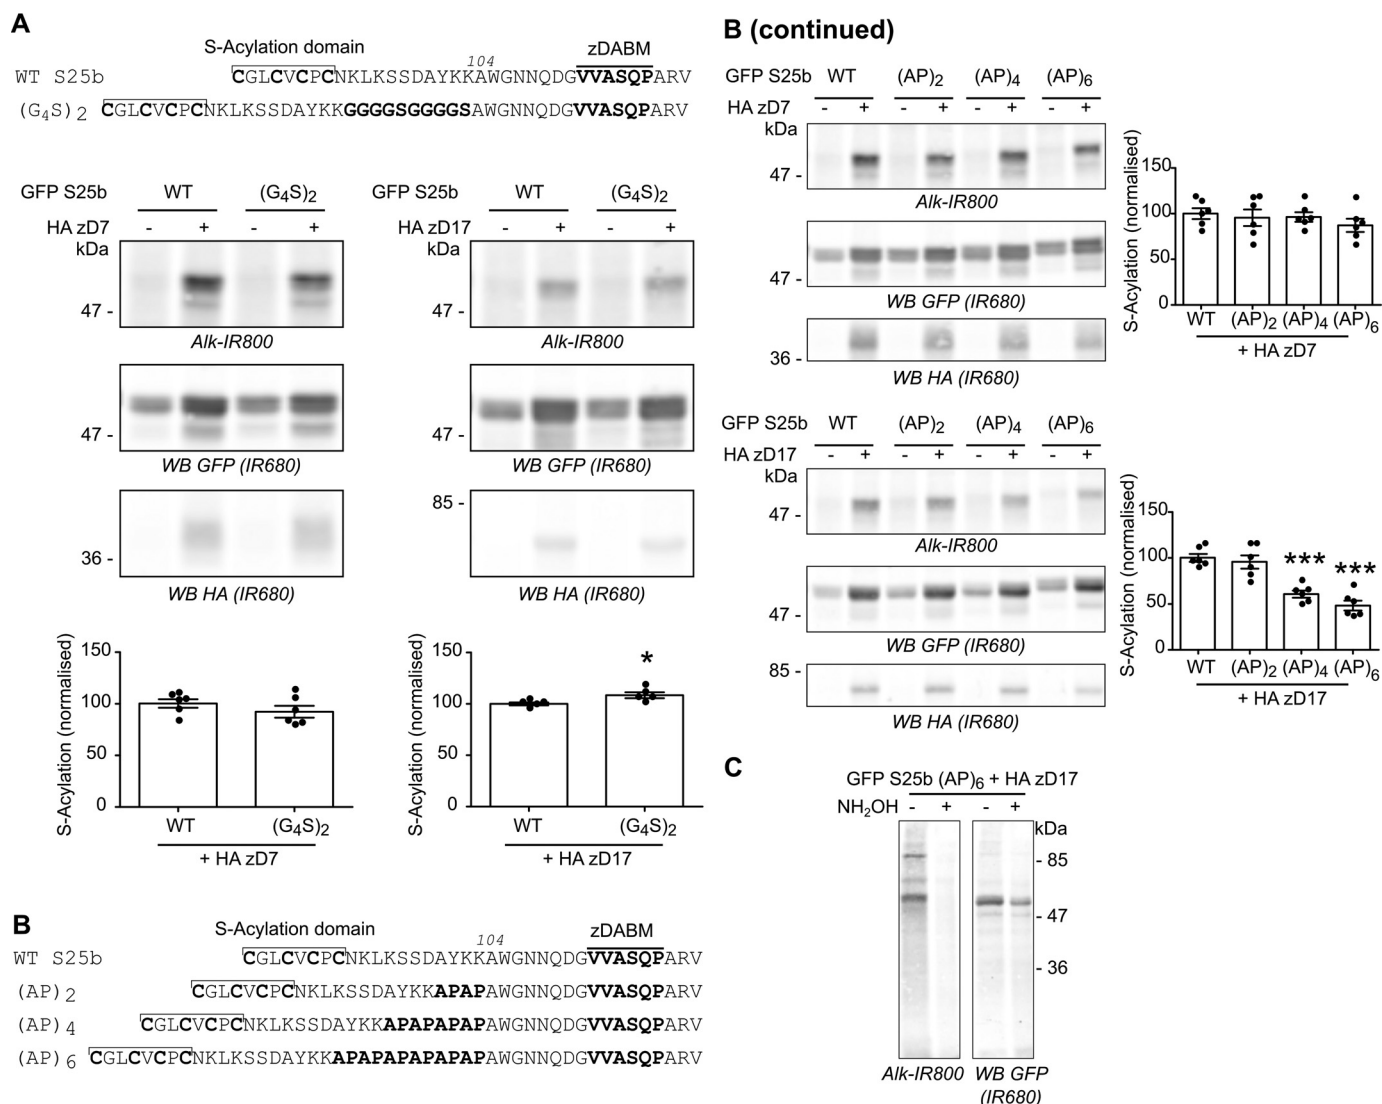 A
S-Acylation domain
zDABM
104
WT S25b CGLCVCPCNKLKSSDAYKKAWGNNQDGVVASQPARV
(G4S)2 CGLCVCPCNKLKSSDAYKKGGGGSGGGGSAWGNNQDGVVASQPARV
GFP S25b WT (G4S)2
HA zD7 - + - +
kDa
47 -
Alk-IR800
47 -
WB GFP (IR680)
36 -
WB HA (IR680)
GFP S25b WT (G4S)2
HA zD17 - + - +
kDa
47 -
Alk-IR800
47 -
WB GFP (IR680)
85 -
WB HA (IR680)
S-Acylation (normalised)
150
100
50
0
WT (G4S)2
+ HA zD7
S-Acylation (normalised)
150
100
50
0
*
WT (G4S)2
+ HA zD17
B
S-Acylation domain
zDABM
104
WT S25b CGLCVCPCNKLKSSDAYKKAWGNNQDGVVASQPARV
(AP)2 CGLCVCPCNKLKSSDAYKKAPAPAWGNNQDGVVASQPARV
(AP)4 CGLCVCPCNKLKSSDAYKKAPAPAPAPAWGNNQDGVVASQPARV
(AP)6 CGLCVCPCNKLKSSDAYKKAPAPAPAPAPAPAWGNNQDGVVASQPARV
B (continued)
GFP S25b WT (AP)2 (AP)4 (AP)6
HA zD7 - + - + - + - +
kDa
47 -
Alk-IR800
47 -
WB GFP (IR680)
36 -
WB HA (IR680)
S-Acylation (normalised)
150
100
50
0
WT (AP)2 (AP)4 (AP)6
+ HA zD7
GFP S25b WT (AP)2 (AP)4 (AP)6
HA zD17 - + - + - + - +
kDa
47 -
Alk-IR800
47 -
WB GFP (IR680)
85 -
WB HA (IR680)
S-Acylation (normalised)
150
100
50
0
*** ***
WT (AP)2 (AP)4 (AP)6
+ HA zD17
C
GFP S25b (AP)6 + HA zD17
NH2OH - + - +
kDa
- 85
- 47
- 36
Alk-IR800 WB GFP
(IR680)